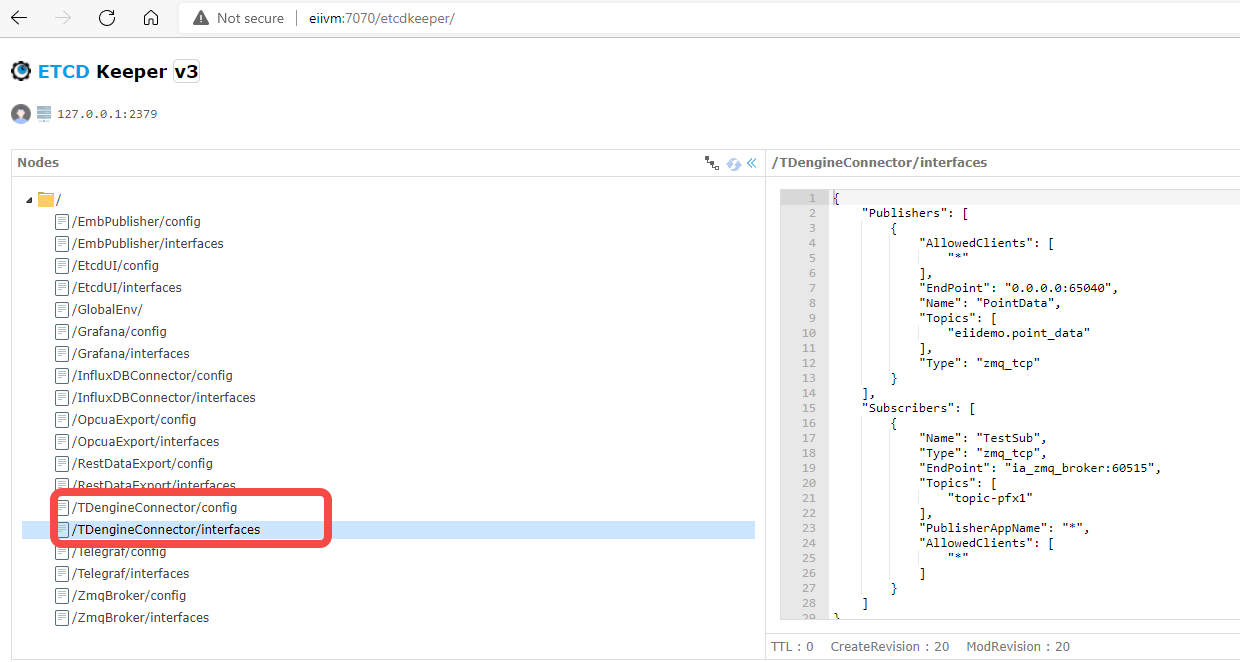 Not secure | eiivm:7070/etcdkeeper/
ETCD Keeper v3
127.0.0.1:2379
Nodes
/
/EmbPublisher/config
/EmbPublisher/interfaces
/EtcdUI/config
/EtcdUI/interfaces
/GlobalEnv/
/Grafana/config
/Grafana/interfaces
/InfluxDBConnector/config
/InfluxDBConnector/interfaces
/OpcuaExport/config
/OpcuaExport/interfaces
/RestDataExport/config
/RestDataExport/interfaces
/TDengineConnector/config
/TDengineConnector/interfaces
/Telegraf/config
/Telegraf/interfaces
/ZmqBroker/config
/ZmqBroker/interfaces
/TDengineConnector/interfaces
1 {
2 "Publishers": [
3 {
4 "AllowedClients": [
5 "*"
6 ],
7 "EndPoint": "0.0.0.0:65040",
8 "Name": "PointData",
9 "Topics": [
10 "eiidemo.point_data"
11 ],
12 "Type": "zmq_tcp"
13 }
14 ],
15 "Subscribers": [
16 {
17 "Name": "TestSub",
18 "Type": "zmq_tcp",
19 "EndPoint": "ia_zmq_broker:60515",
20 "Topics": [
21 "topic-pfx1"
22 ],
23 "PublisherAppName": "*",
24 "AllowedClients": [
25 "*"
26 ]
27 }
28 ]
29 }
TTL : 0 CreateRevision : 20 ModRevision : 20